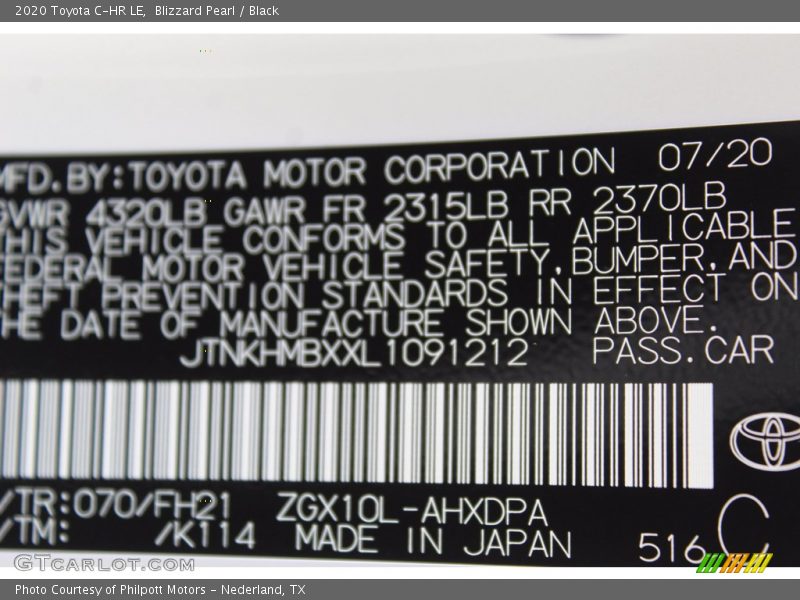 2020 Toyota C-HR LE,  Blizzard Pearl / Black
MFD.BY:TOYOTA MOTOR CORPORATION 07/20
GVWR 4320LB GAWR FR 2315LB RR 2370LB
THIS VEHICLE CONFORMS TO ALL APPLICABLE
FEDERAL MOTOR VEHICLE SAFETY,BUMPER,AND
THEFT PREVENTION STANDARDS IN EFFECT ON
THE DATE OF MANUFACTURE SHOWN ABOVE.
JTNKHMBXXL1091212 PASS.CAR
/TR:070/FH21 ZGX10L-AHXDPA
/TM: /K114 MADE IN JAPAN 516 C
GTCARLOT.COM
Photo Courtesy of Philpott Motors - Nederland, TX